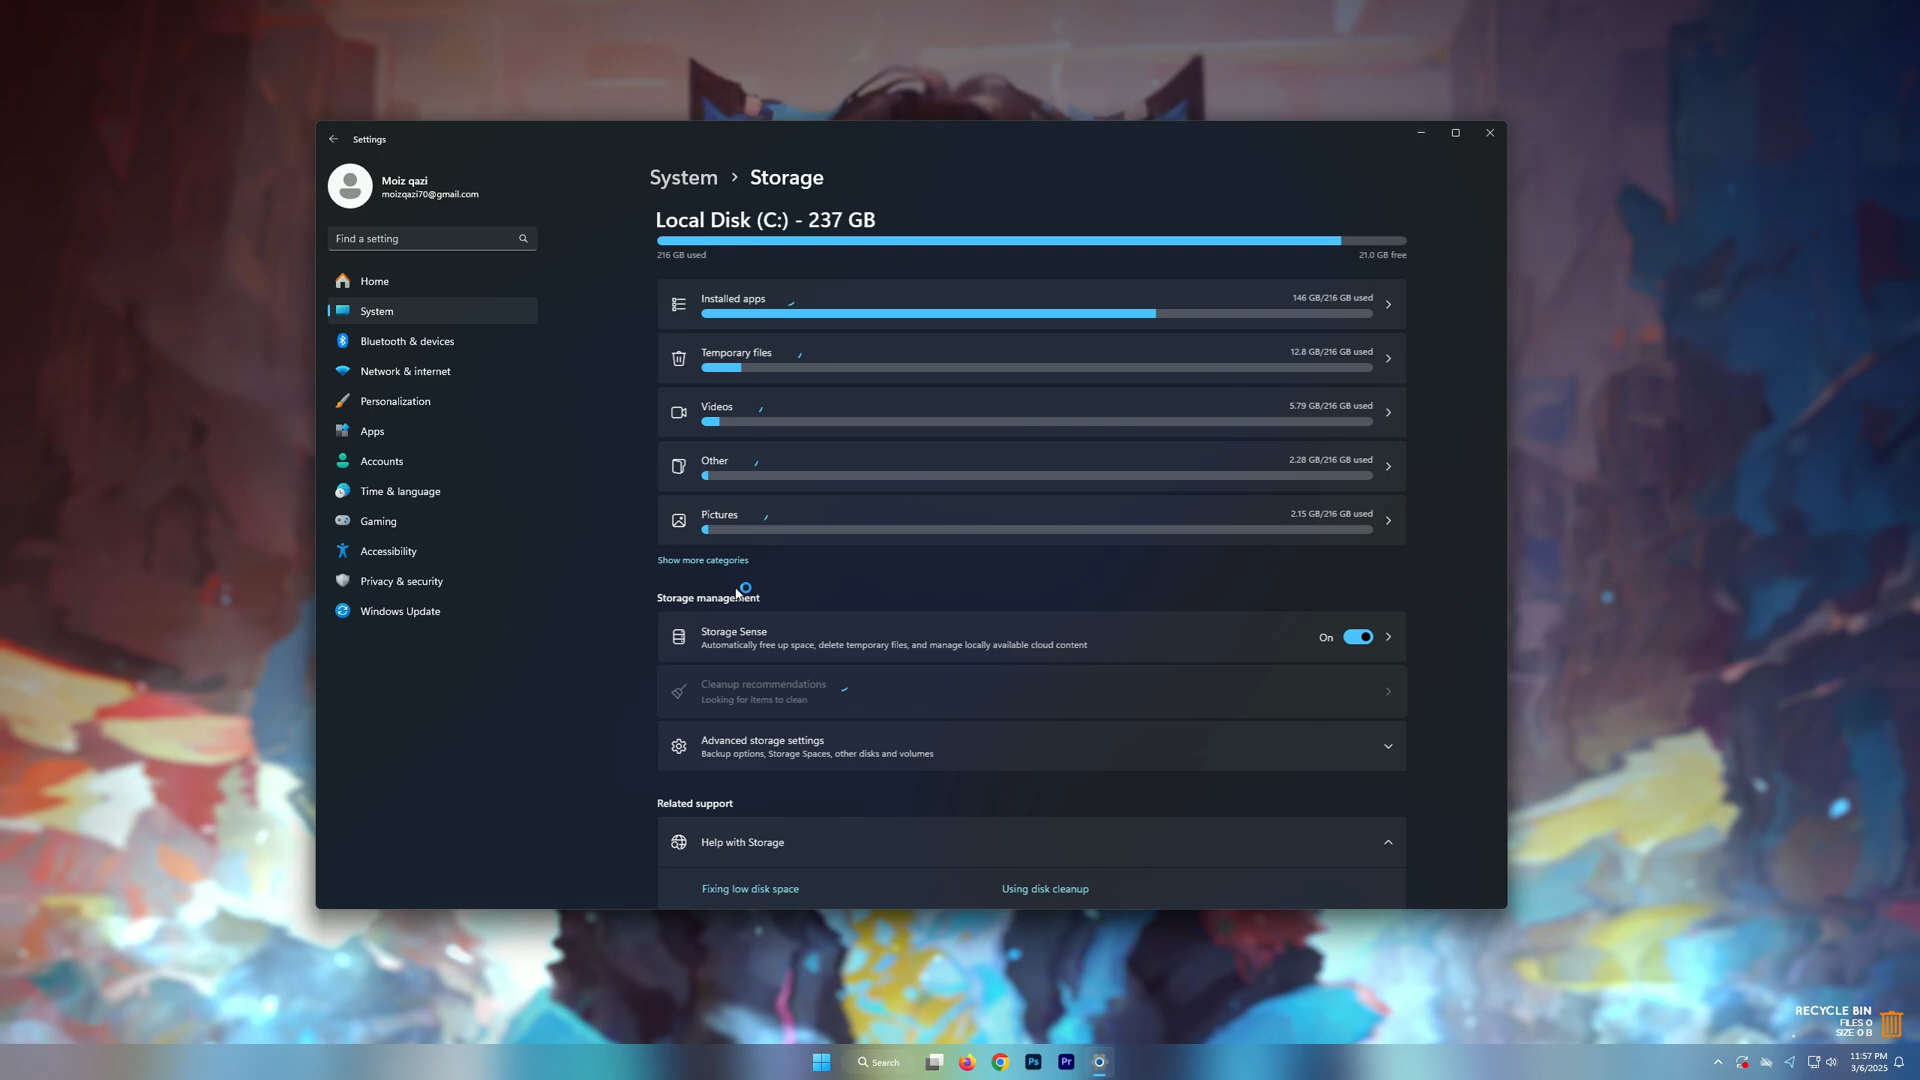 Settings
Moiz qazi
moizqazi70@gmail.com
Find a setting
Home
System
Bluetooth & devices
Network & internet
Personalization
Apps
Accounts
Time & language
Gaming
Accessibility
Privacy & security
Windows Update
System > Storage
Local Disk (C:) - 237 GB
216 GB used 21.0 GB free
Installed apps 146 GB/216 GB used
Temporary files 12.8 GB/216 GB used
Videos 5.79 GB/216 GB used
Other 2.28 GB/216 GB used
Pictures 2.15 GB/216 GB used
Show more categories
Storage management
Storage Sense On
Automatically free up space, delete temporary files, and manage locally available cloud content
Cleanup recommendations
Looking for items to clean
Advanced storage settings
Backup options, Storage Spaces, other disks and volumes
Related support
Help with Storage
Fixing low disk space Using disk cleanup
RECYCLE BIN
FILES 0
SIZE 0 B
Search Ps Pr 11:57 PM
3/6/2025